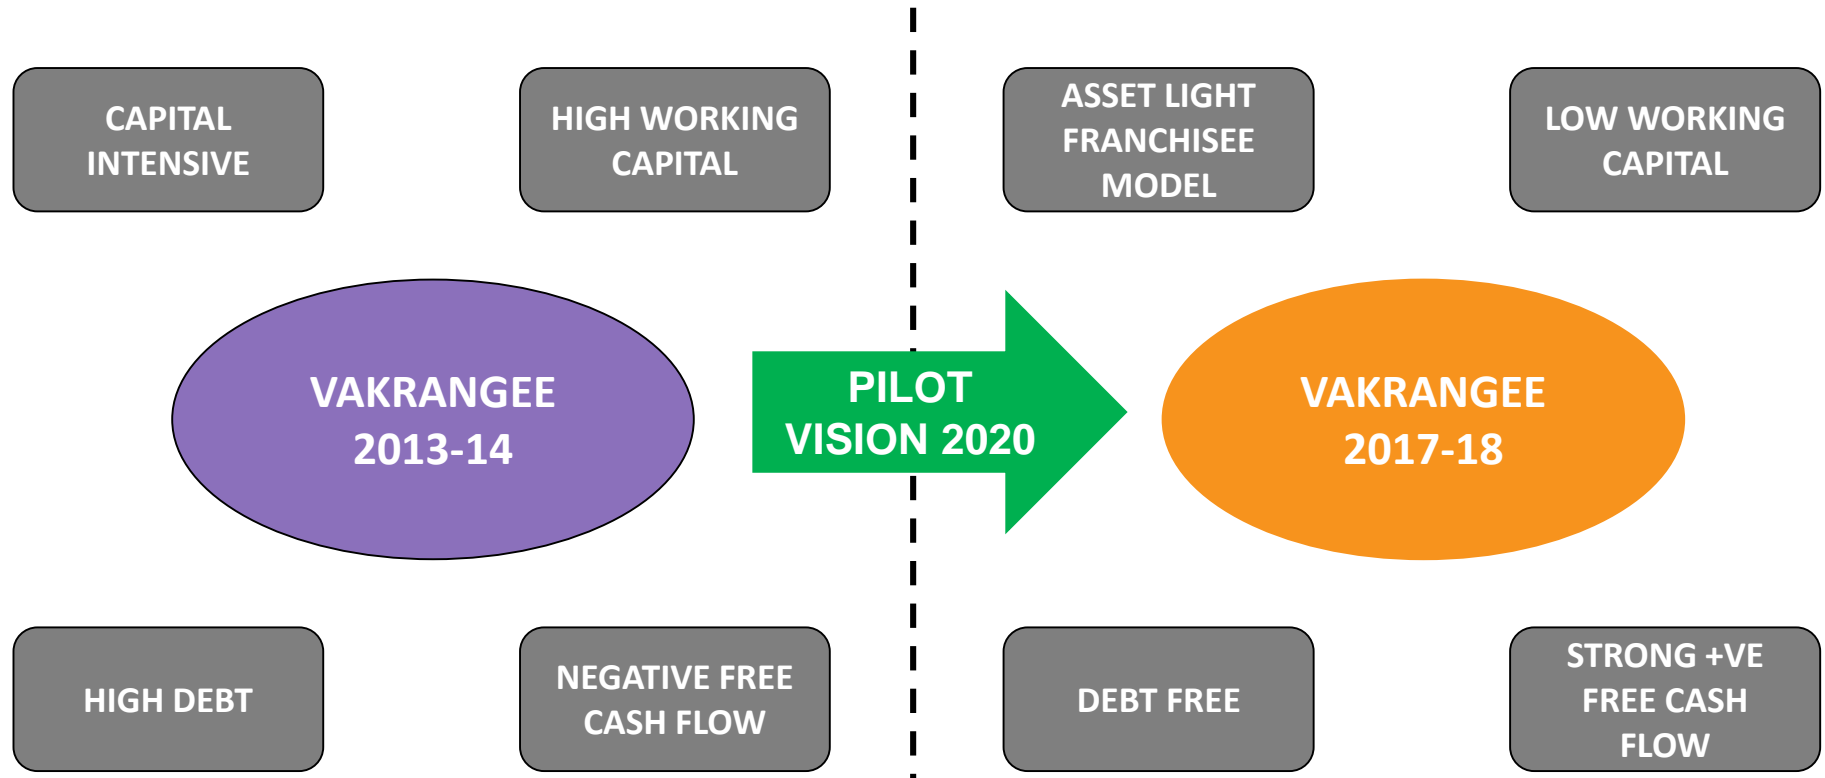 CAPITAL
INTENSIVE
HIGH WORKING
CAPITAL
ASSET LIGHT
FRANCHISEE
MODEL
LOW WORKING
CAPITAL
VAKRANGEE
2013-14
PILOT
VISION 2020
VAKRANGEE
2017-18
HIGH DEBT
NEGATIVE FREE
CASH FLOW
DEBT FREE
STRONG +VE
FREE CASH
FLOW